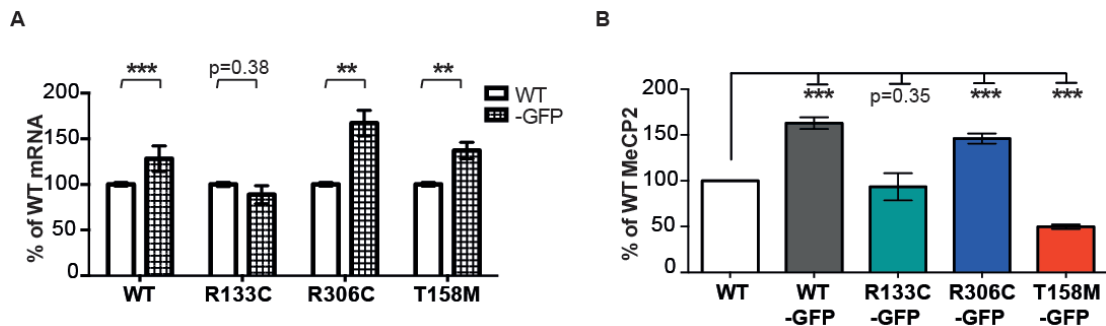 A
% of WT mRNA
200
150
100
50
0
***
p=0.38
**
**
WT
-GFP
WT
R133C
R306C
T158M
B
% of WT MeCP2
200
150
100
50
0
***
p=0.35
***
***
WT
WT
-GFP
R133C
-GFP
R306C
-GFP
T158M
-GFP